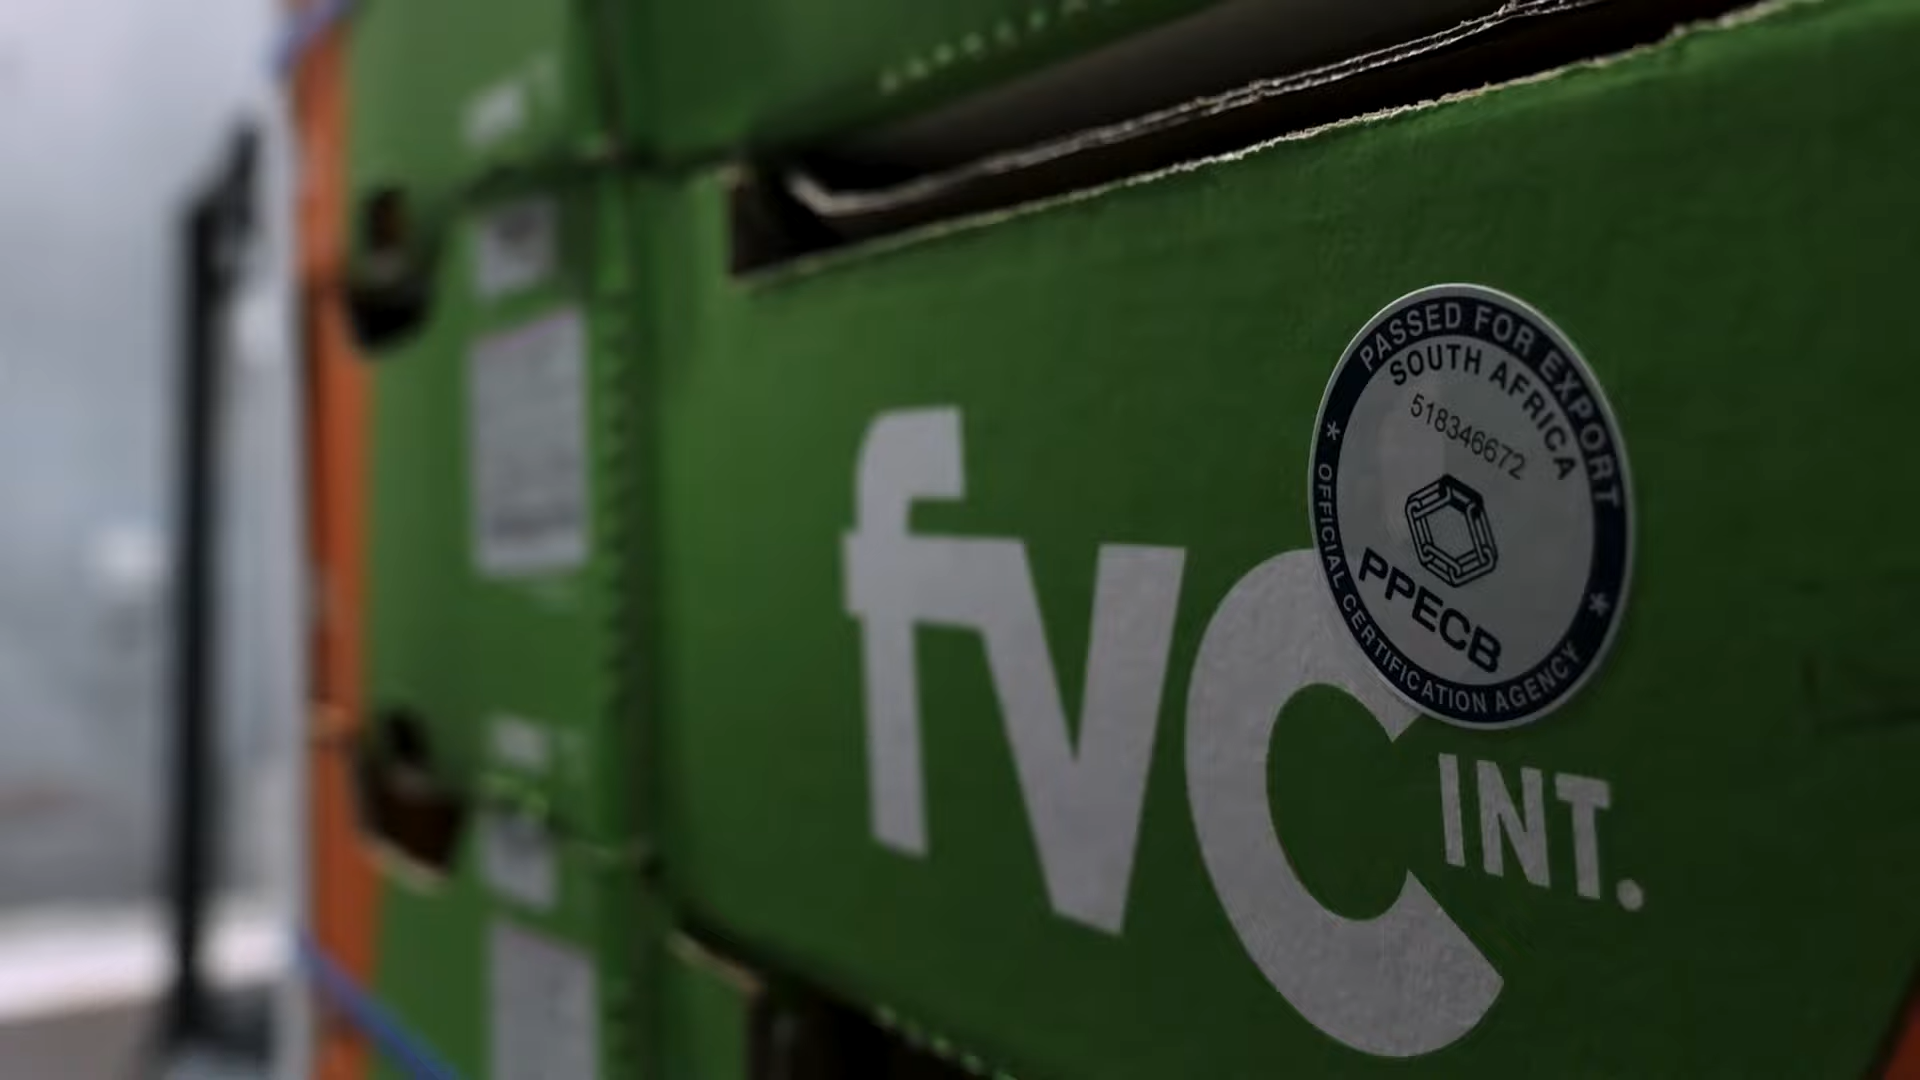 fvc
INT.
PASSED FOR EXPORT
SOUTH AFRICA
518346672
PPECB
* OFFICIAL CERTIFICATION AGENCY *